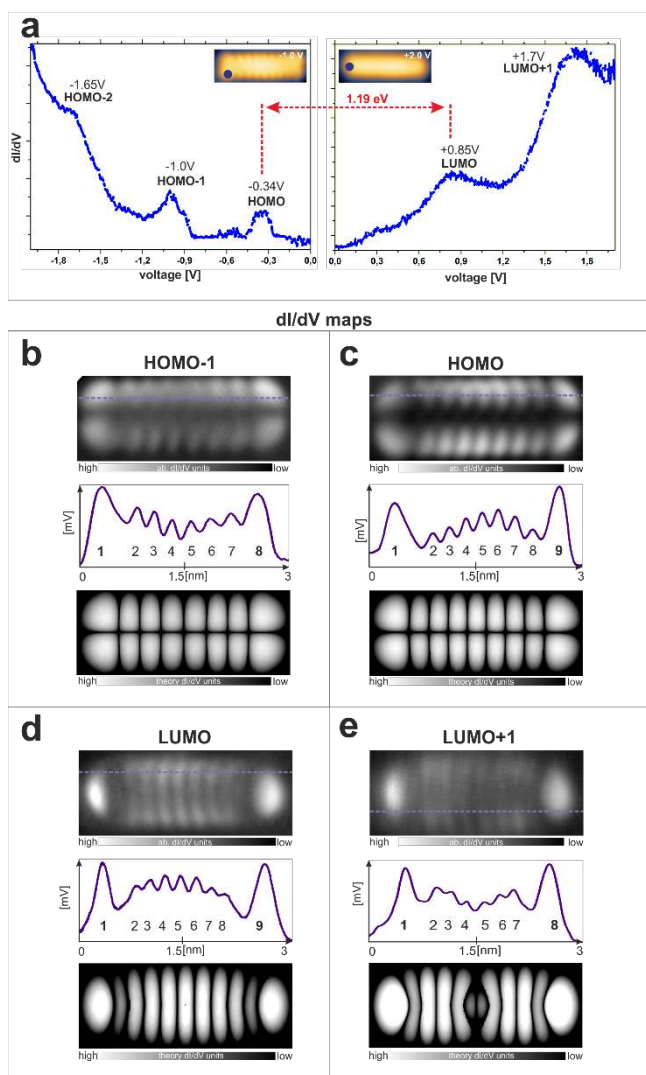 a
-1.0 V
+2.0 V
-1.65V
HOMO-2
-1.0V
HOMO-1
-0.34V
HOMO
1.19 eV
+0.85V
LUMO
+1.7V
LUMO+1
dI/dV
-1,8 -1,5 -1,2 -0,9 -0,6 -0,3 0.0
voltage [V]
0,0 0,3 0,6 0,9 1,2 1,5 1,8
voltage [V]
dI/dV maps
b
HOMO-1
high ab. dI/dV units low
[mV]
1 2 3 4 5 6 7 8
0 1.5[nm] 3
high theory dI/dV units low
c
HOMO
high ab. dI/dV units low
[mV]
1 2 3 4 5 6 7 8 9
0 1.5[nm] 3
high theory dI/dV units low
d
LUMO
high ab. dI/dV units low
[mV]
1 2 3 4 5 6 7 8 9
0 1.5[nm] 3
high theory dI/dV units low
e
LUMO+1
high ab. dI/dV units low
[mV]
1 2 3 4 5 6 7 8
0 1.5[nm] 3
high theory dI/dV units low